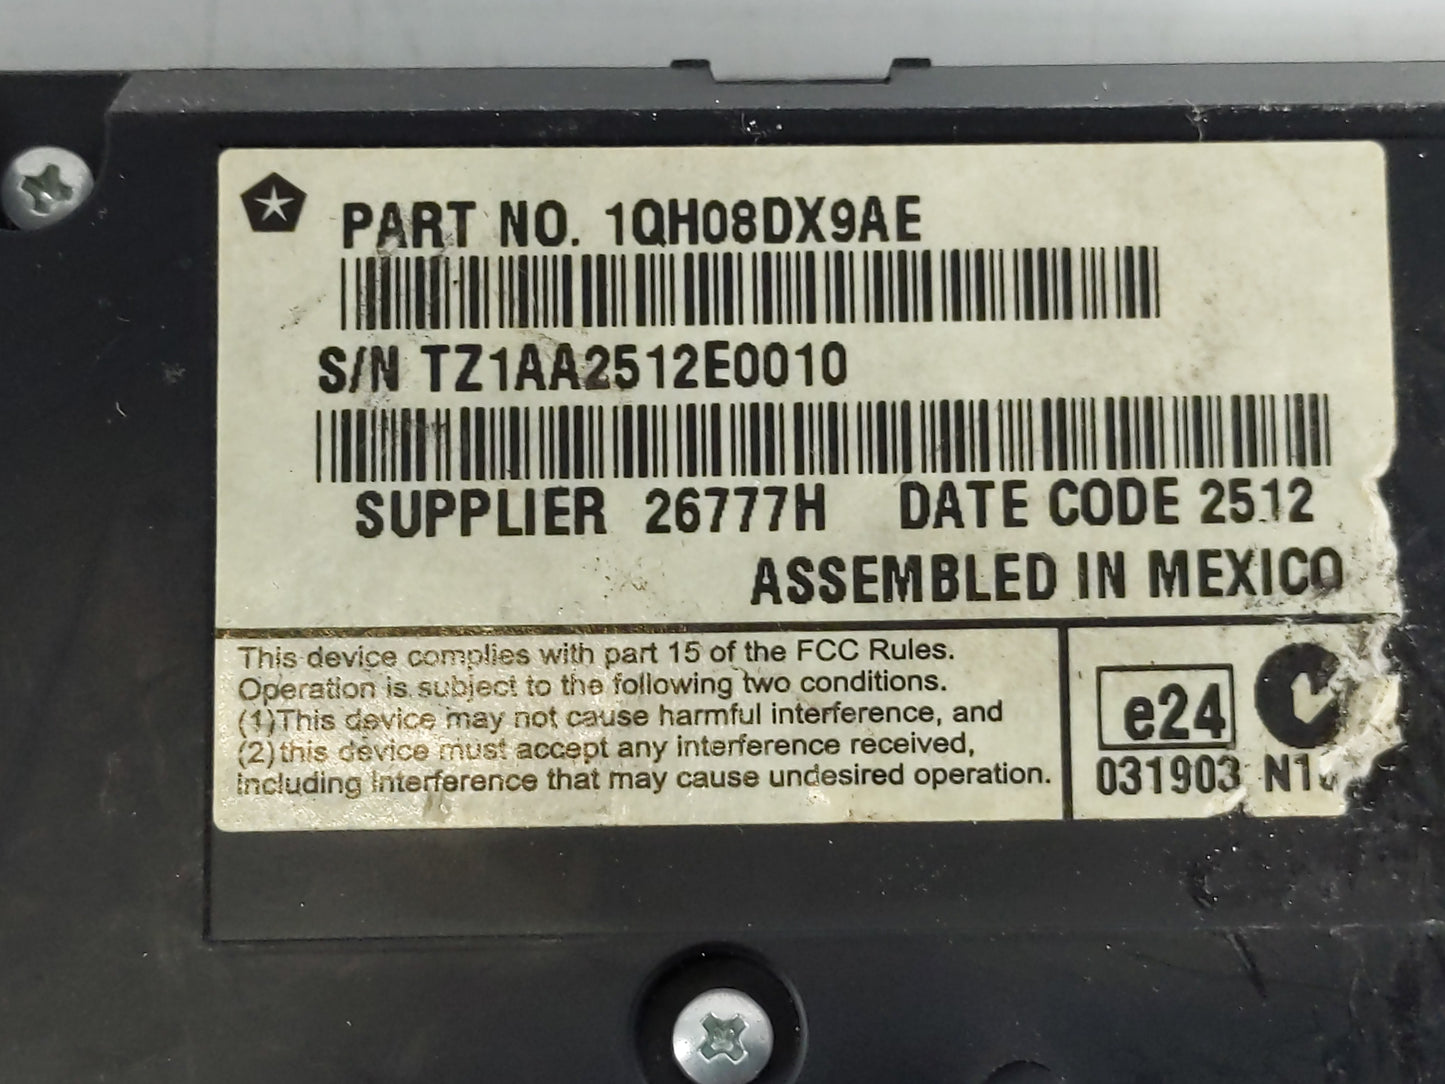 PART NO. 1QH08DX9AE
S/N TZ1AA2512E0010
SUPPLIER 26777H DATE CODE 2512
ASSEMBLED IN MEXICO
This device complies with part 15 of the FCC Rules.
Operation is subject to the following two conditions.
(1)This device may not cause harmful interference, and
(2)this device must accept any interference received,
including interference that may cause undesired operation.
e24
031903